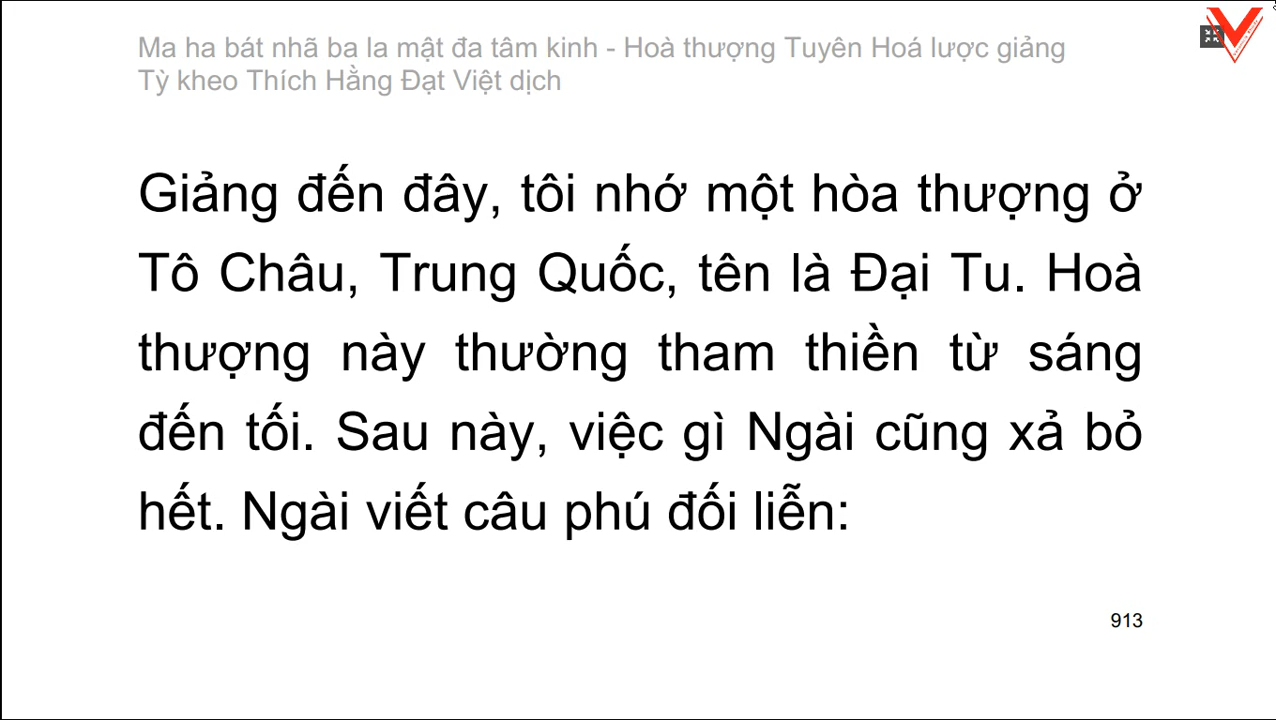 Ma ha bát nhã ba la mật đa tâm kinh - Hoà thượng Tuyên Hoá lược giảng
Tỳ kheo Thích Hằng Đạt Việt dịch
Giảng đến đây, tôi nhớ một hòa thượng ở
Tô Châu, Trung Quốc, tên là Đại Tu. Hoà
thượng này thường tham thiền từ sáng
đến tối. Sau này, việc gì Ngài cũng xả bỏ
hết. Ngài viết câu phú đối liễn:
913